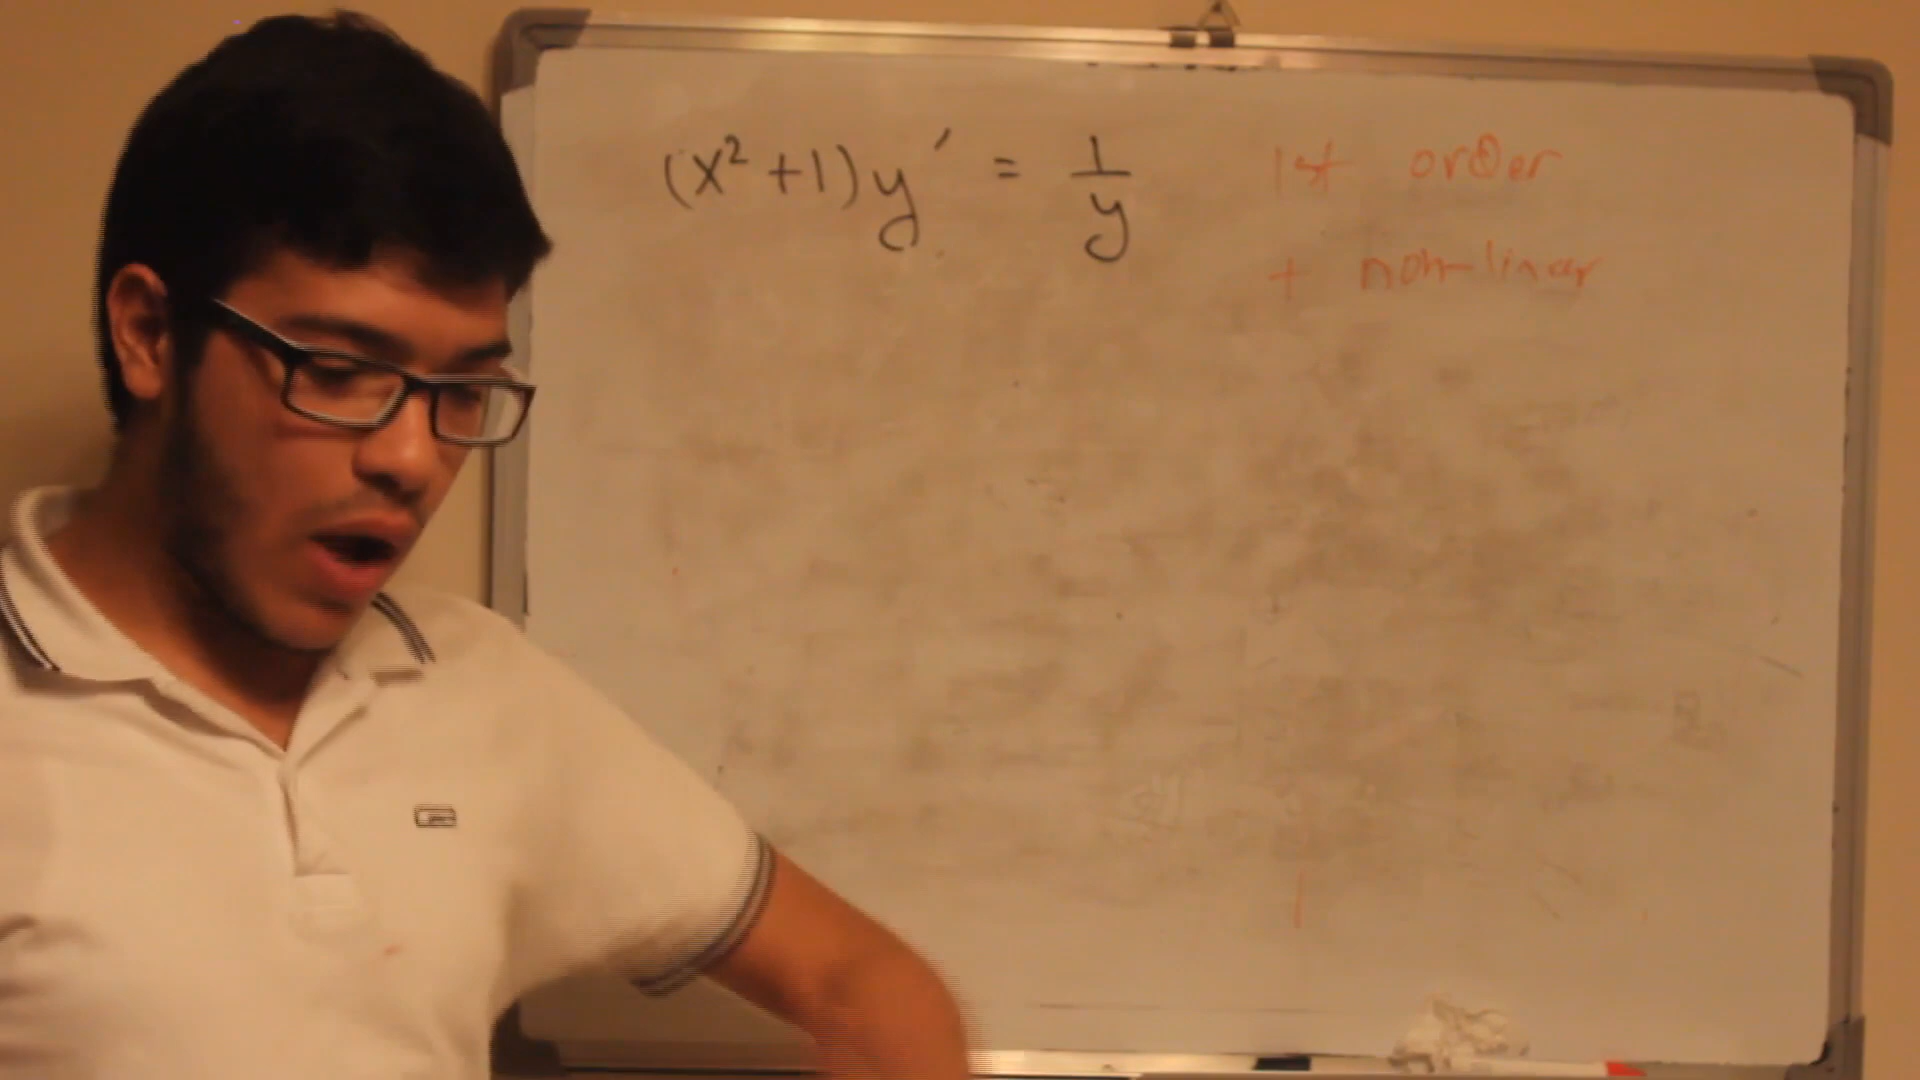 (x²+1)y′ = 1/y
1st order
+ non-linear